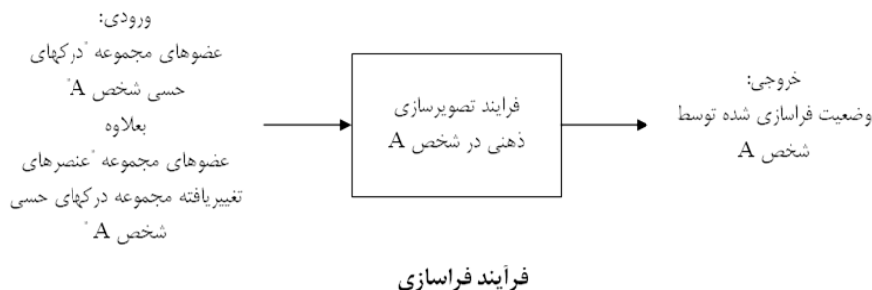 ورودی:
عضوهای مجموعه "درکهای
حسی شخص A"
بعلاوه
عضوهای مجموعه "عنصرهای
تغییریافته مجموعه درکهای حسی
شخص A"
فرایند تصویرسازی
ذهنی در شخص A
خروجی:
وضعیت فراسازی شده توسط
شخص A
فرآیند فراسازی